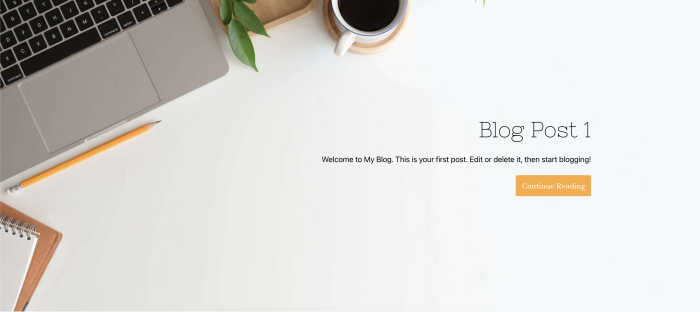 Blog Post 1
Welcome to My Blog. This is your first post. Edit or delete it, then start blogging!
Continue Reading